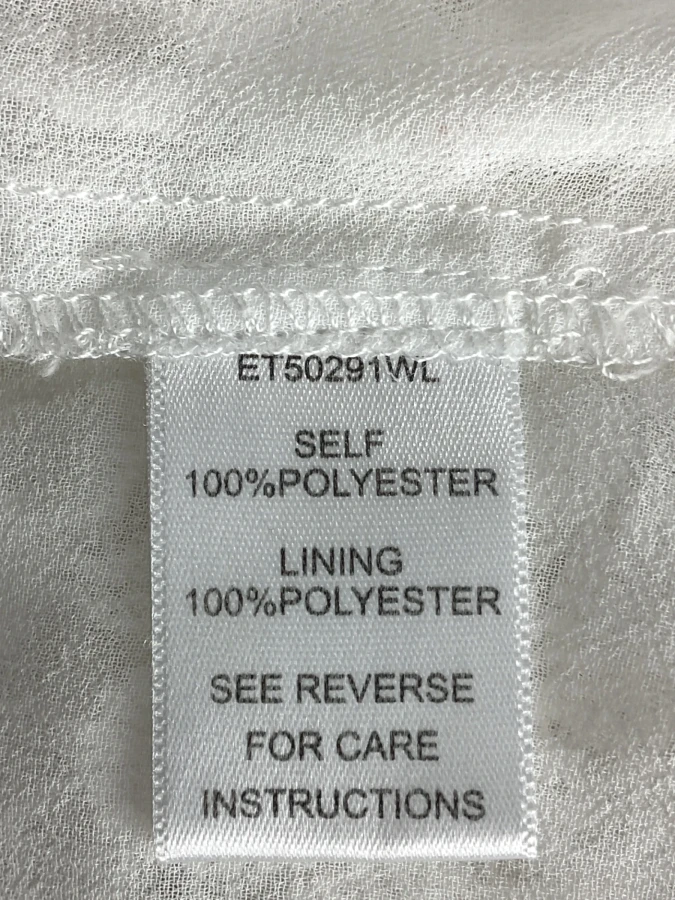 ET50291WL
SELF
100%POLYESTER
LINING
100%POLYESTER
SEE REVERSE
FOR CARE
INSTRUCTIONS